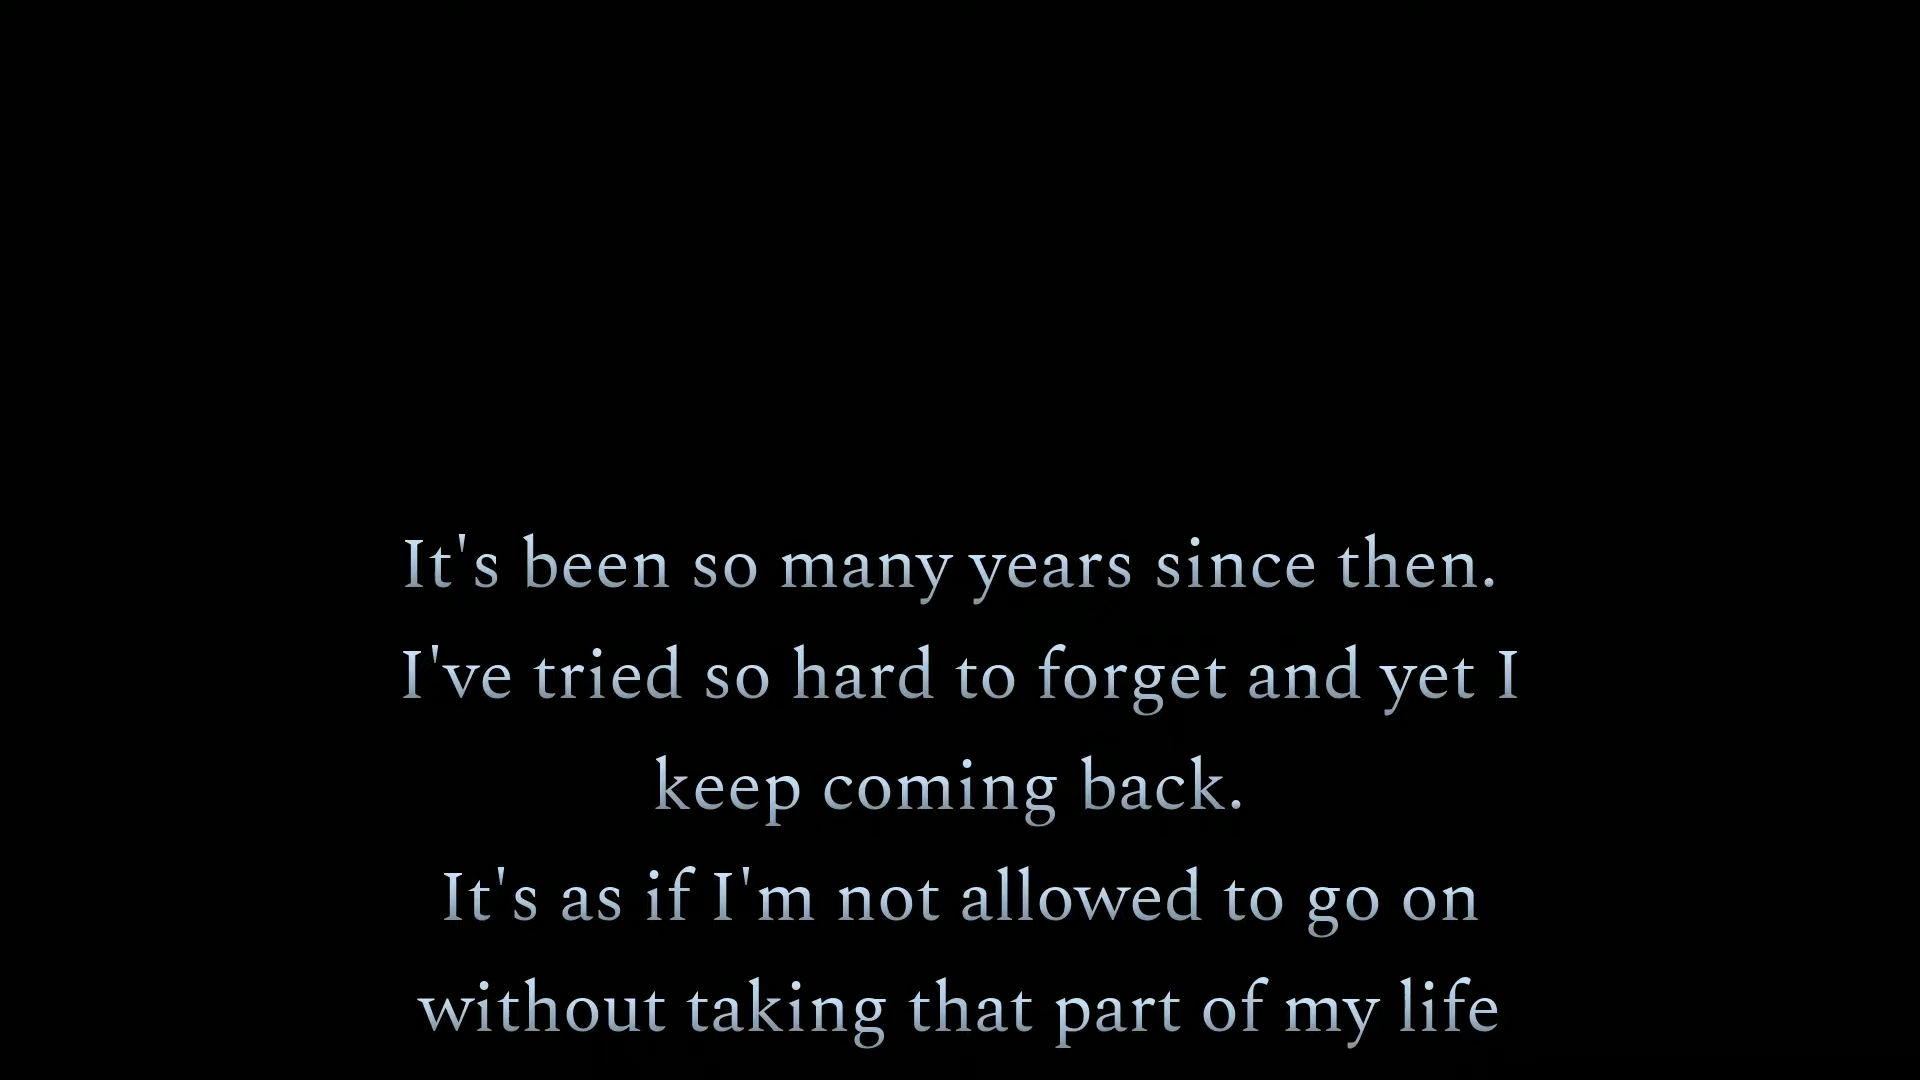 It's been so many years since then.
I've tried so hard to forget and yet I
keep coming back.
It's as if I'm not allowed to go on
without taking that part of my life